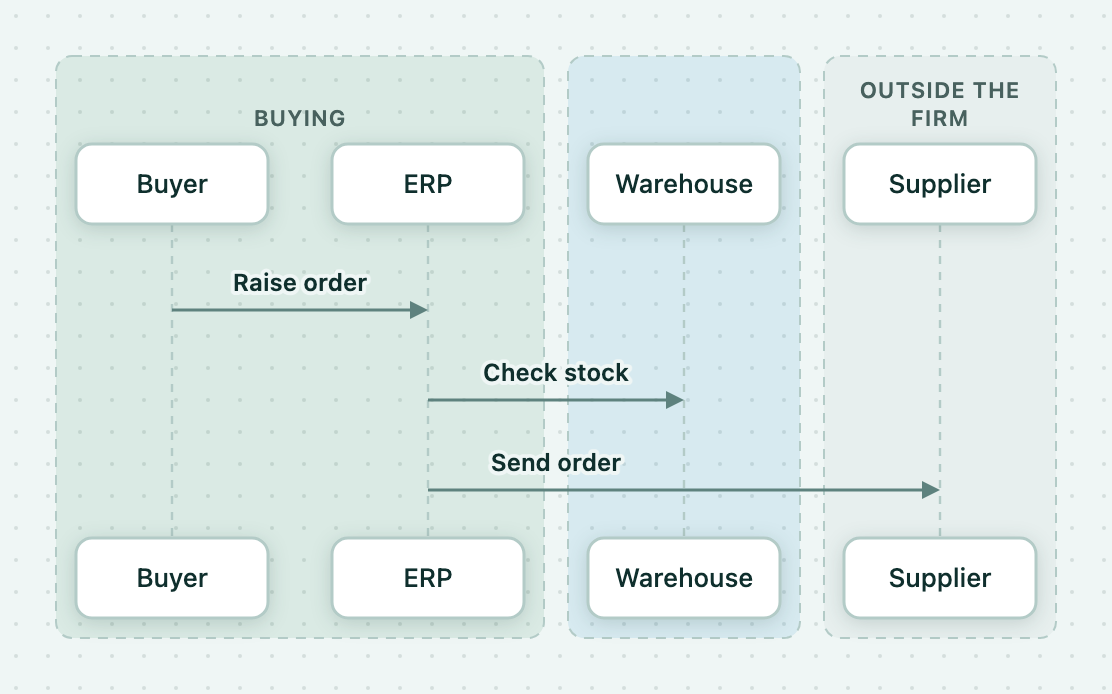 BUYING
OUTSIDE THE
FIRM
Buyer
ERP
Warehouse
Supplier
Raise order
Check stock
Send order
Buyer
ERP
Warehouse
Supplier